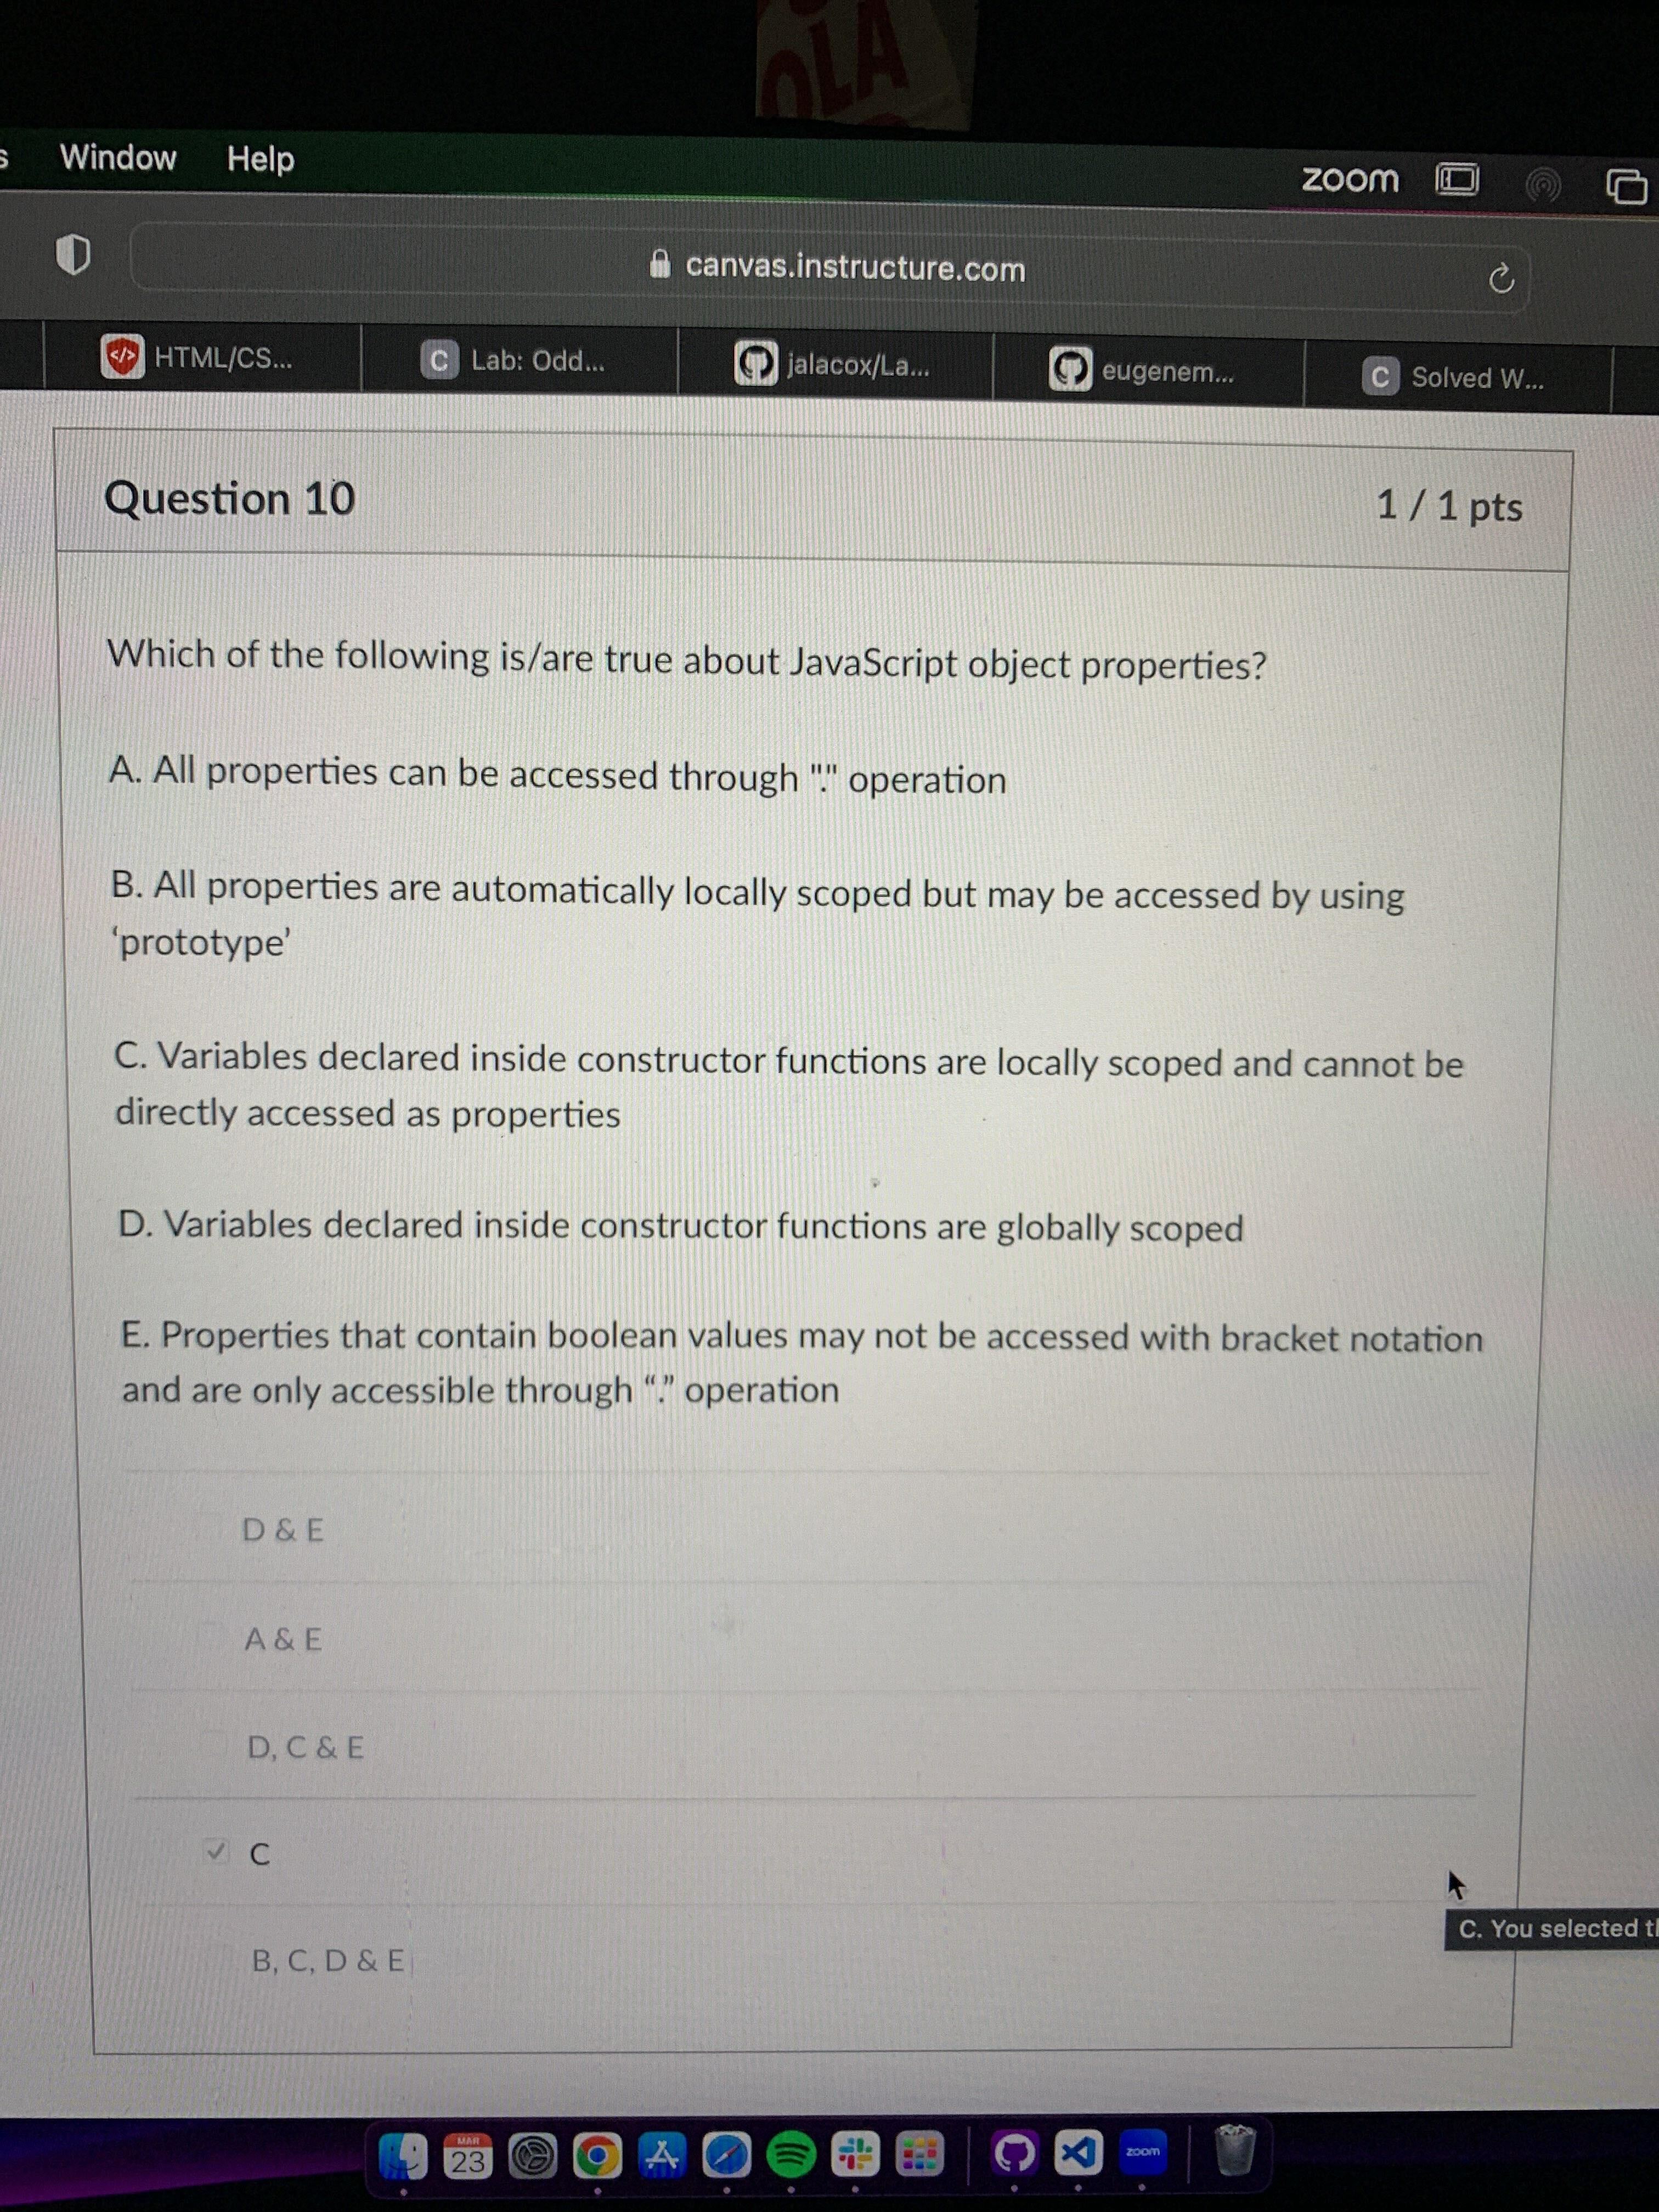 OLA
s Window Help zoom
canvas.instructure.com
</> HTML/CS... C Lab: Odd... jalacox/La... eugenem... C Solved W...
Question 10 1 / 1 pts
Which of the following is/are true about JavaScript object properties?
A. All properties can be accessed through "." operation
B. All properties are automatically locally scoped but may be accessed by using
‘prototype’
C. Variables declared inside constructor functions are locally scoped and cannot be
directly accessed as properties
D. Variables declared inside constructor functions are globally scoped
E. Properties that contain boolean values may not be accessed with bracket notation
and are only accessible through “.” operation
D & E
A & E
D, C & E
C
C. You selected th
B, C, D & E
MAR
23
zoom